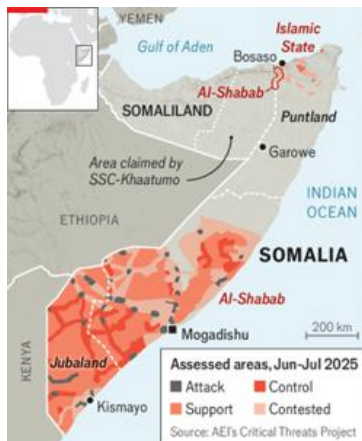 YEMEN
Gulf of Aden
Islamic
State
Bosaso
Al-Shabab
SOMALILAND
Puntland
Area claimed by
SSC-Khaatumo
Garowe
INDIAN
OCEAN
ETHIOPIA
SOMALIA
Al-Shabab
200 km
Mogadishu
KENYA
Jubaland
Kismayo
Assessed areas, Jun-Jul 2025
Attack
Control
Support
Contested
Source: AEI's Critical Threats Project